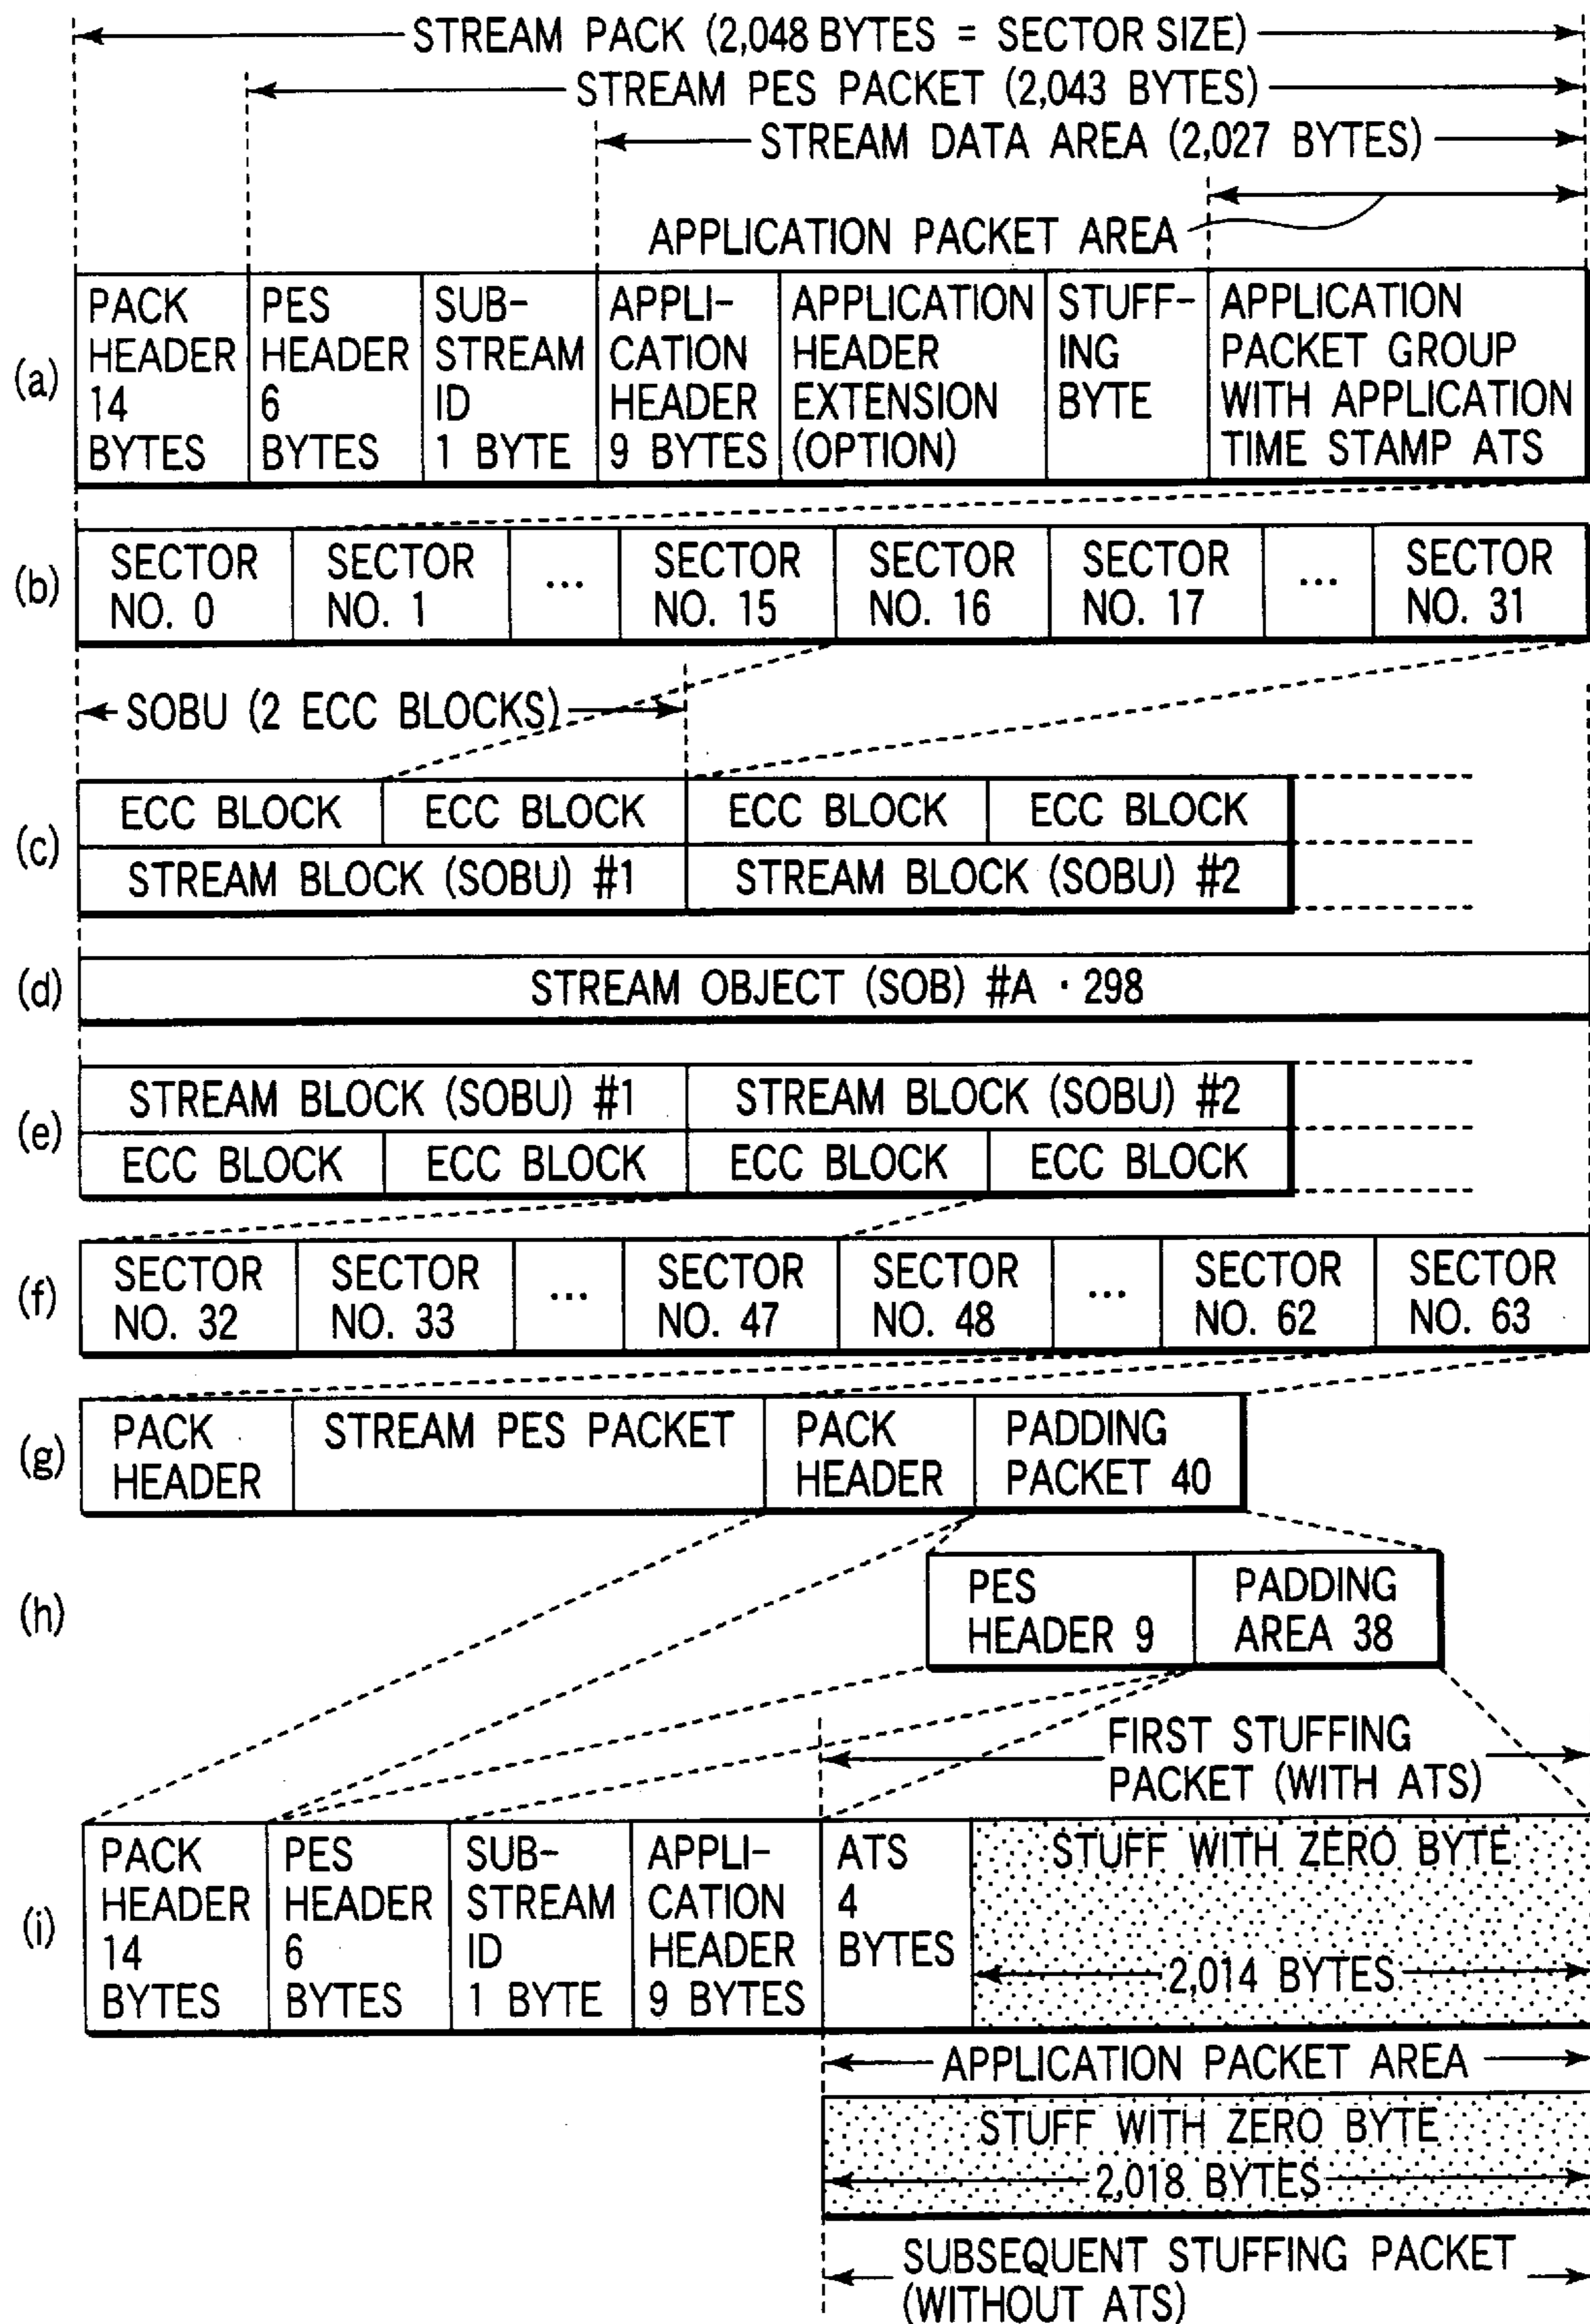 STREAM PACK (2,048 BYTES = SECTOR SIZE)
STREAM PES PACKET (2,043 BYTES)
STREAM DATA AREA (2,027 BYTES)
APPLICATION PACKET AREA
(a)
PACK
HEADER
14
BYTES
PES
HEADER
6
BYTES
SUB-
STREAM
ID
1 BYTE
APPLI-
CATION
HEADER
9 BYTES
APPLICATION
HEADER
EXTENSION
(OPTION)
STUFF-
ING
BYTE
APPLICATION
PACKET GROUP
WITH APPLICATION
TIME STAMP ATS
(b)
SECTOR
NO. 0
SECTOR
NO. 1
...
SECTOR
NO. 15
SECTOR
NO. 16
SECTOR
NO. 17
...
SECTOR
NO. 31
SOBU (2 ECC BLOCKS)
(c)
ECC BLOCK
ECC BLOCK
ECC BLOCK
ECC BLOCK
STREAM BLOCK (SOBU) #1
STREAM BLOCK (SOBU) #2
(d)
STREAM OBJECT (SOB) #A · 298
(e)
STREAM BLOCK (SOBU) #1
STREAM BLOCK (SOBU) #2
ECC BLOCK
ECC BLOCK
ECC BLOCK
ECC BLOCK
(f)
SECTOR
NO. 32
SECTOR
NO. 33
...
SECTOR
NO. 47
SECTOR
NO. 48
...
SECTOR
NO. 62
SECTOR
NO. 63
(g)
PACK
HEADER
STREAM PES PACKET
PACK
HEADER
PADDING
PACKET 40
(h)
PES
HEADER 9
PADDING
AREA 38
FIRST STUFFING
PACKET (WITH ATS)
(i)
PACK
HEADER
14
BYTES
PES
HEADER
6
BYTES
SUB-
STREAM
ID
1 BYTE
APPLI-
CATION
HEADER
9 BYTES
ATS
4
BYTES
STUFF WITH ZERO BYTE
2,014 BYTES
APPLICATION PACKET AREA
STUFF WITH ZERO BYTE
2,018 BYTES
SUBSEQUENT STUFFING PACKET
(WITHOUT ATS)